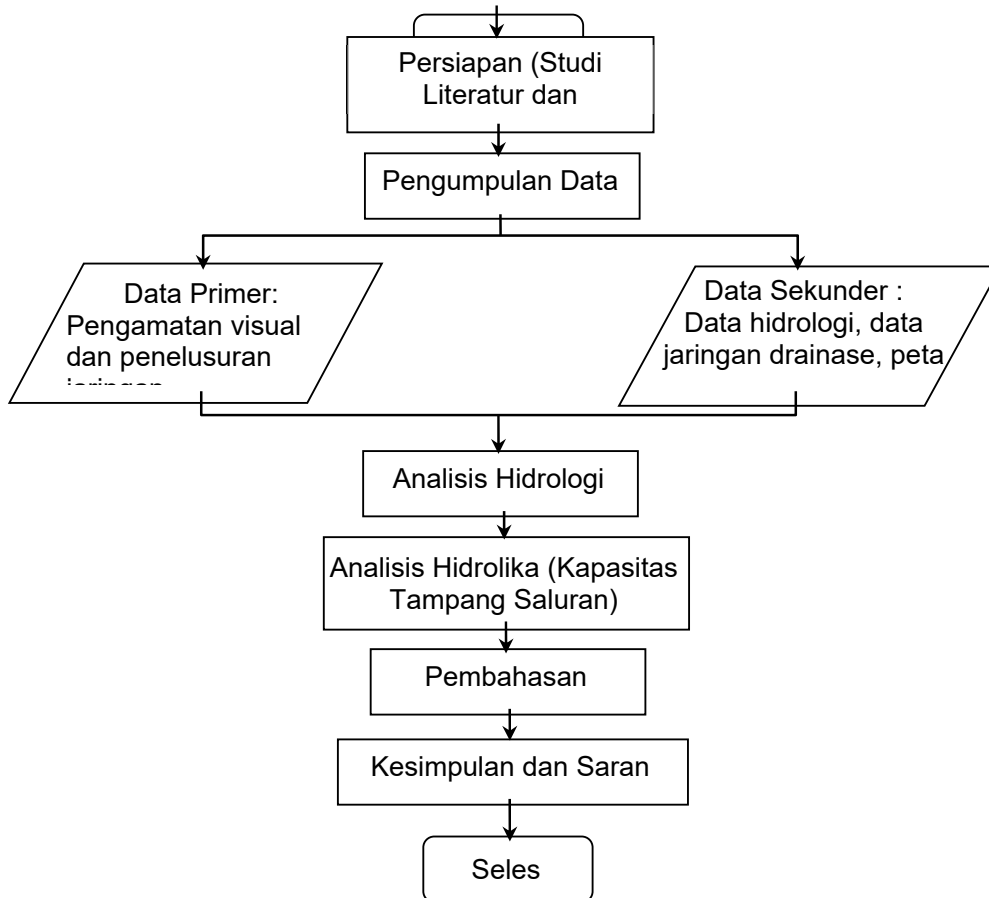 Persiapan (Studi
Literatur dan
Pengumpulan Data
Data Primer:
Pengamatan visual
dan penelusuran
jaringan
Data Sekunder :
Data hidrologi, data
jaringan drainase, peta
Analisis Hidrologi
Analisis Hidrolika (Kapasitas
Tampang Saluran)
Pembahasan
Kesimpulan dan Saran
Seles